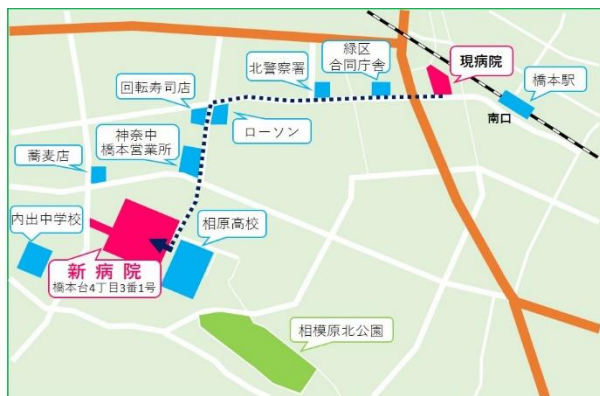 緑区
合同庁舎
北警察署
現病院
橋本駅
回転寿司店
南口
ローソン
神奈中
橋本営業所
蕎麦店
内出中学校
相原高校
新病院
橋本台4丁目3番1号
相模原北公園